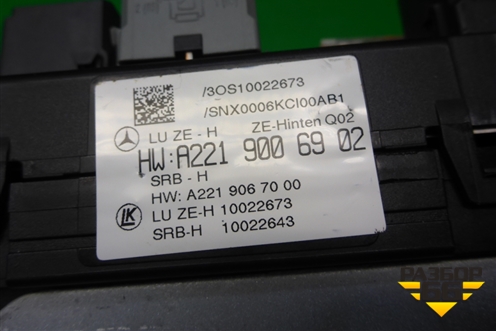 /3OS10022673
/SNX0006KCI00AB1
LU ZE - H ZE-Hinten Q02
HW:A221 900 69 02
SRB - H
HW: A221 906 70 00
LU ZE-H 10022673
SRB-H 10022643
LK
РАЗБОР